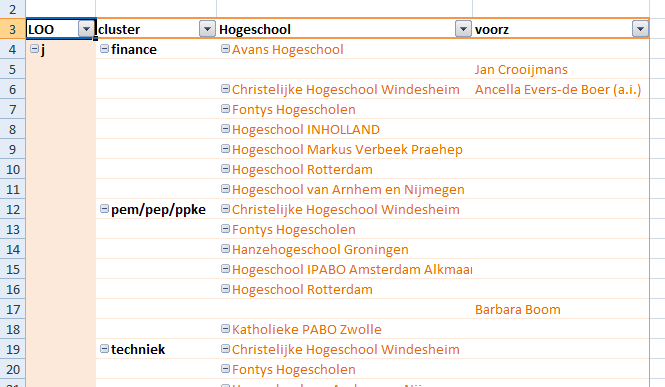 2
3 LOO cluster Hogeschool voorz
4 j finance Avans Hogeschool
5 Jan Crooijmans
6 Christelijke Hogeschool Windesheim Ancella Evers-de Boer (a.i.)
7 Fontys Hogescholen
8 Hogeschool INHOLLAND
9 Hogeschool Markus Verbeek Praehep
10 Hogeschool Rotterdam
11 Hogeschool van Arnhem en Nijmegen
12 pem/pep/ppke Christelijke Hogeschool Windesheim
13 Fontys Hogescholen
14 Hanzehogeschool Groningen
15 Hogeschool IPABO Amsterdam Alkmaar
16 Hogeschool Rotterdam
17 Barbara Boom
18 Katholieke PABO Zwolle
19 techniek Christelijke Hogeschool Windesheim
20 Fontys Hogescholen